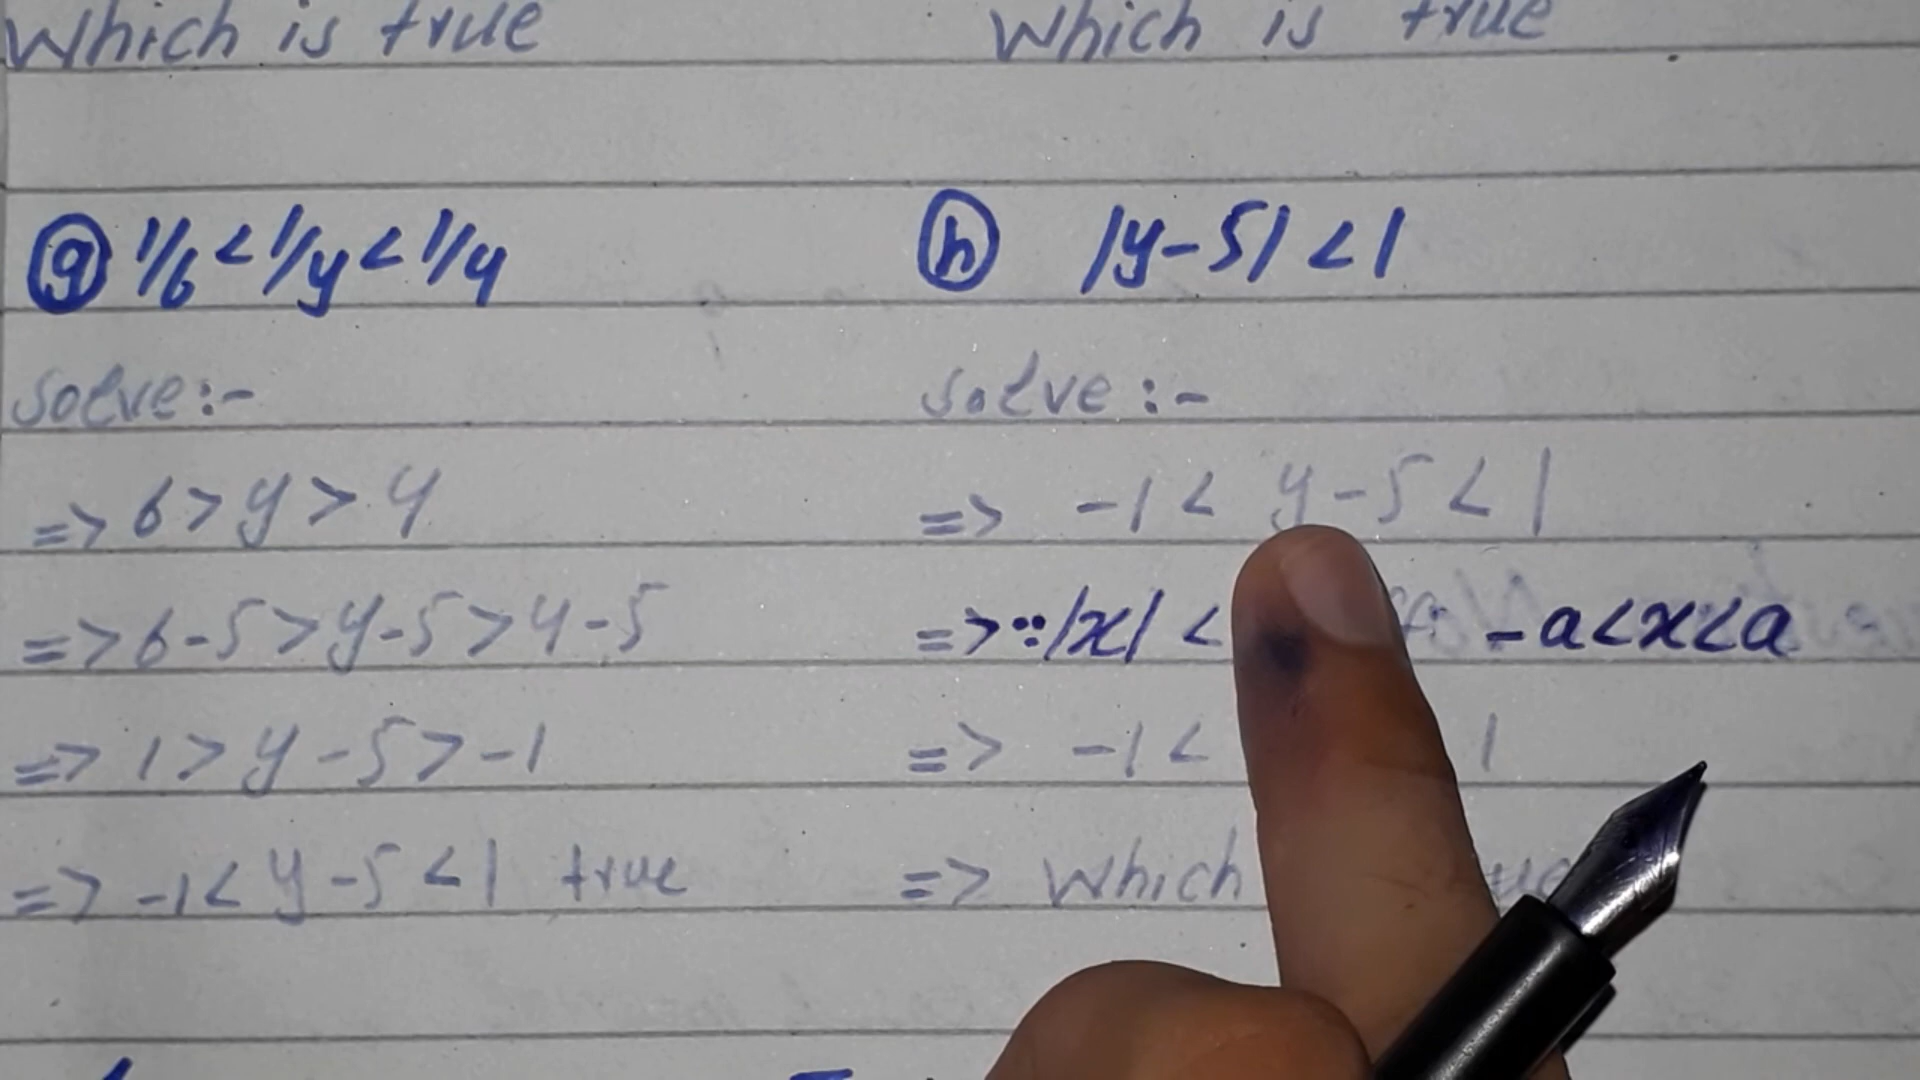 Which is true
Which is true
g 1/6 < 1/y < 1/4
Solve :-
=> 6 > y > 4
=> 6 - 5 > y - 5 > 4 - 5
=> 1 > y - 5 > -1
=> -1 < y - 5 < 1 true
h |y - 5| < 1
Solve :-
=> -1 < y - 5 < 1
=> ∵ |x| < -a < x < a
=> -1 < 1
=> Which